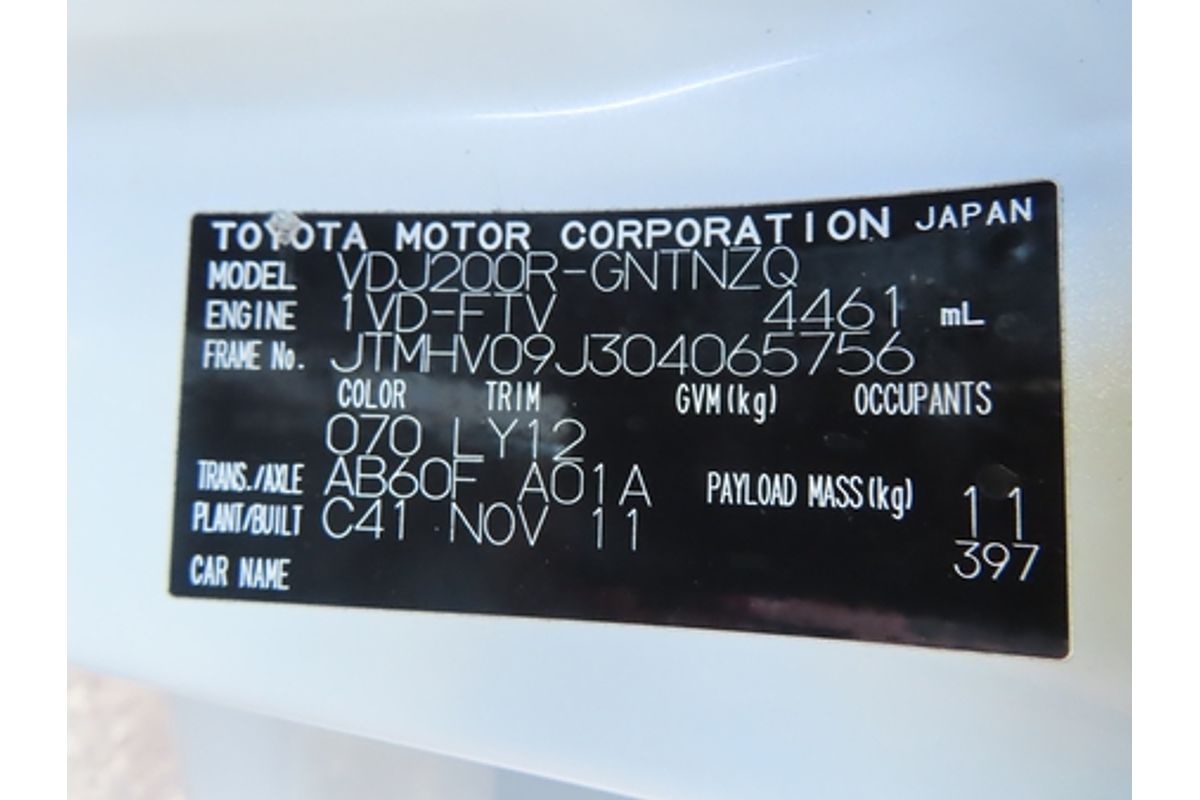 TOYOTA MOTOR CORPORATION JAPAN
MODEL VDJ200R-GNTNZQ
ENGINE 1VD-FTV 4461 mL
FRAME No. JTMHV09J304065756
COLOR TRIM GVM(kg) OCCUPANTS
070 LY12
TRANS./AXLE AB60F A01A PAYLOAD MASS(kg) 11
PLANT/BUILT C41 NOV 11 397
CAR NAME